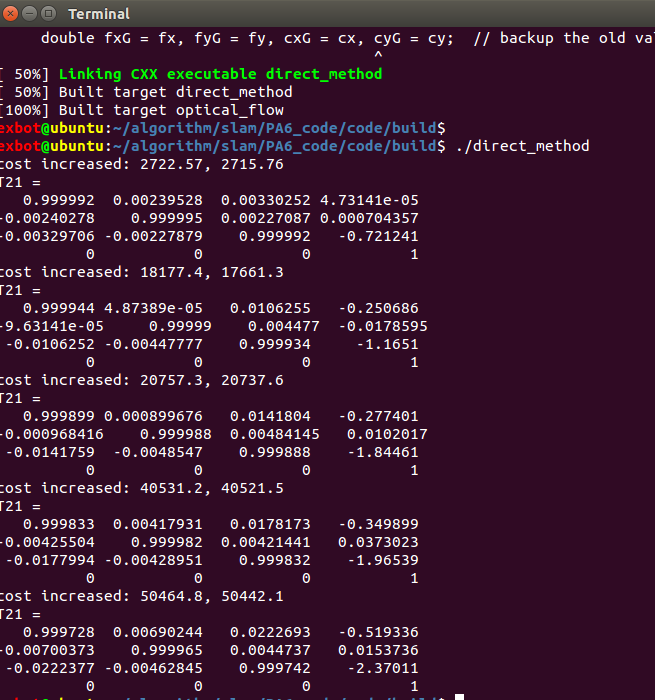 Terminal
double fxG = fx, fyG = fy, cxG = cx, cyG = cy;  // backup the old val
^
[ 50%] Linking CXX executable direct_method
[ 50%] Built target direct_method
[100%] Built target optical_flow
exbot@ubuntu:~/algorithm/slam/PA6_code/code/build$
exbot@ubuntu:~/algorithm/slam/PA6_code/code/build$ ./direct_method
cost increased: 2722.57, 2715.76
T21 =
0.999992 0.00239528 0.00330252 4.73141e-05
-0.00240278 0.999995 0.00227087 0.000704357
-0.00329706 -0.00227879 0.999992 -0.721241
0 0 0 1
cost increased: 18177.4, 17661.3
T21 =
0.999944 4.87389e-05 0.0106255 -0.250686
-9.63141e-05 0.99999 0.004477 -0.0178595
-0.0106252 -0.00447777 0.999934 -1.1651
0 0 0 1
cost increased: 20757.3, 20737.6
T21 =
0.999899 0.000899676 0.0141804 -0.277401
-0.000968416 0.999988 0.00484145 0.0102017
-0.0141759 -0.0048547 0.999888 -1.84461
0 0 0 1
cost increased: 40531.2, 40521.5
T21 =
0.999833 0.00417931 0.0178173 -0.349899
-0.00425504 0.999982 0.00421441 0.0373023
-0.0177994 -0.00428951 0.999832 -1.96539
0 0 0 1
cost increased: 50464.8, 50442.1
T21 =
0.999728 0.00690244 0.0222693 -0.519336
-0.00700373 0.999965 0.0044737 0.0153736
-0.0222377 -0.00462845 0.999742 -2.37011
0 0 0 1
exbot@ubuntu:~/algorithm/slam/PA6_code/code/build$